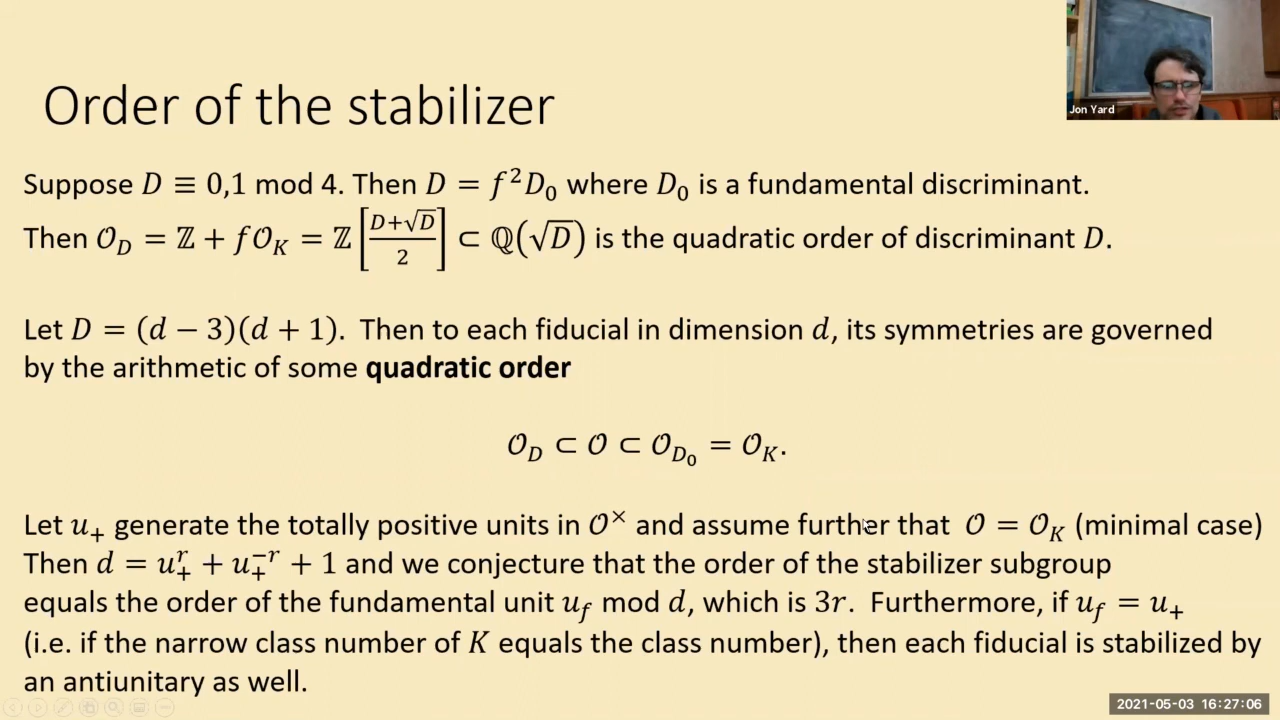 Jon Yard
Order of the stabilizer
Suppose D ≡ 0,1 mod 4. Then D = f²D₀ where D₀ is a fundamental discriminant.
Then 𝒪_D = ℤ + f𝒪_K = ℤ[(D+√D)/2] ⊂ ℚ(√D) is the quadratic order of discriminant D.
Let D = (d − 3)(d + 1). Then to each fiducial in dimension d, its symmetries are governed
by the arithmetic of some quadratic order
𝒪_D ⊂ 𝒪 ⊂ 𝒪_{D₀} = 𝒪_K.
Let u₊ generate the totally positive units in 𝒪^× and assume further that 𝒪 = 𝒪_K (minimal case)
Then d = u₊^r + u₊^{−r} + 1 and we conjecture that the order of the stabilizer subgroup
equals the order of the fundamental unit u_f mod d, which is 3r. Furthermore, if u_f = u₊
(i.e. if the narrow class number of K equals the class number), then each fiducial is stabilized by
an antiunitary as well.
2021-05-03 16:27:06